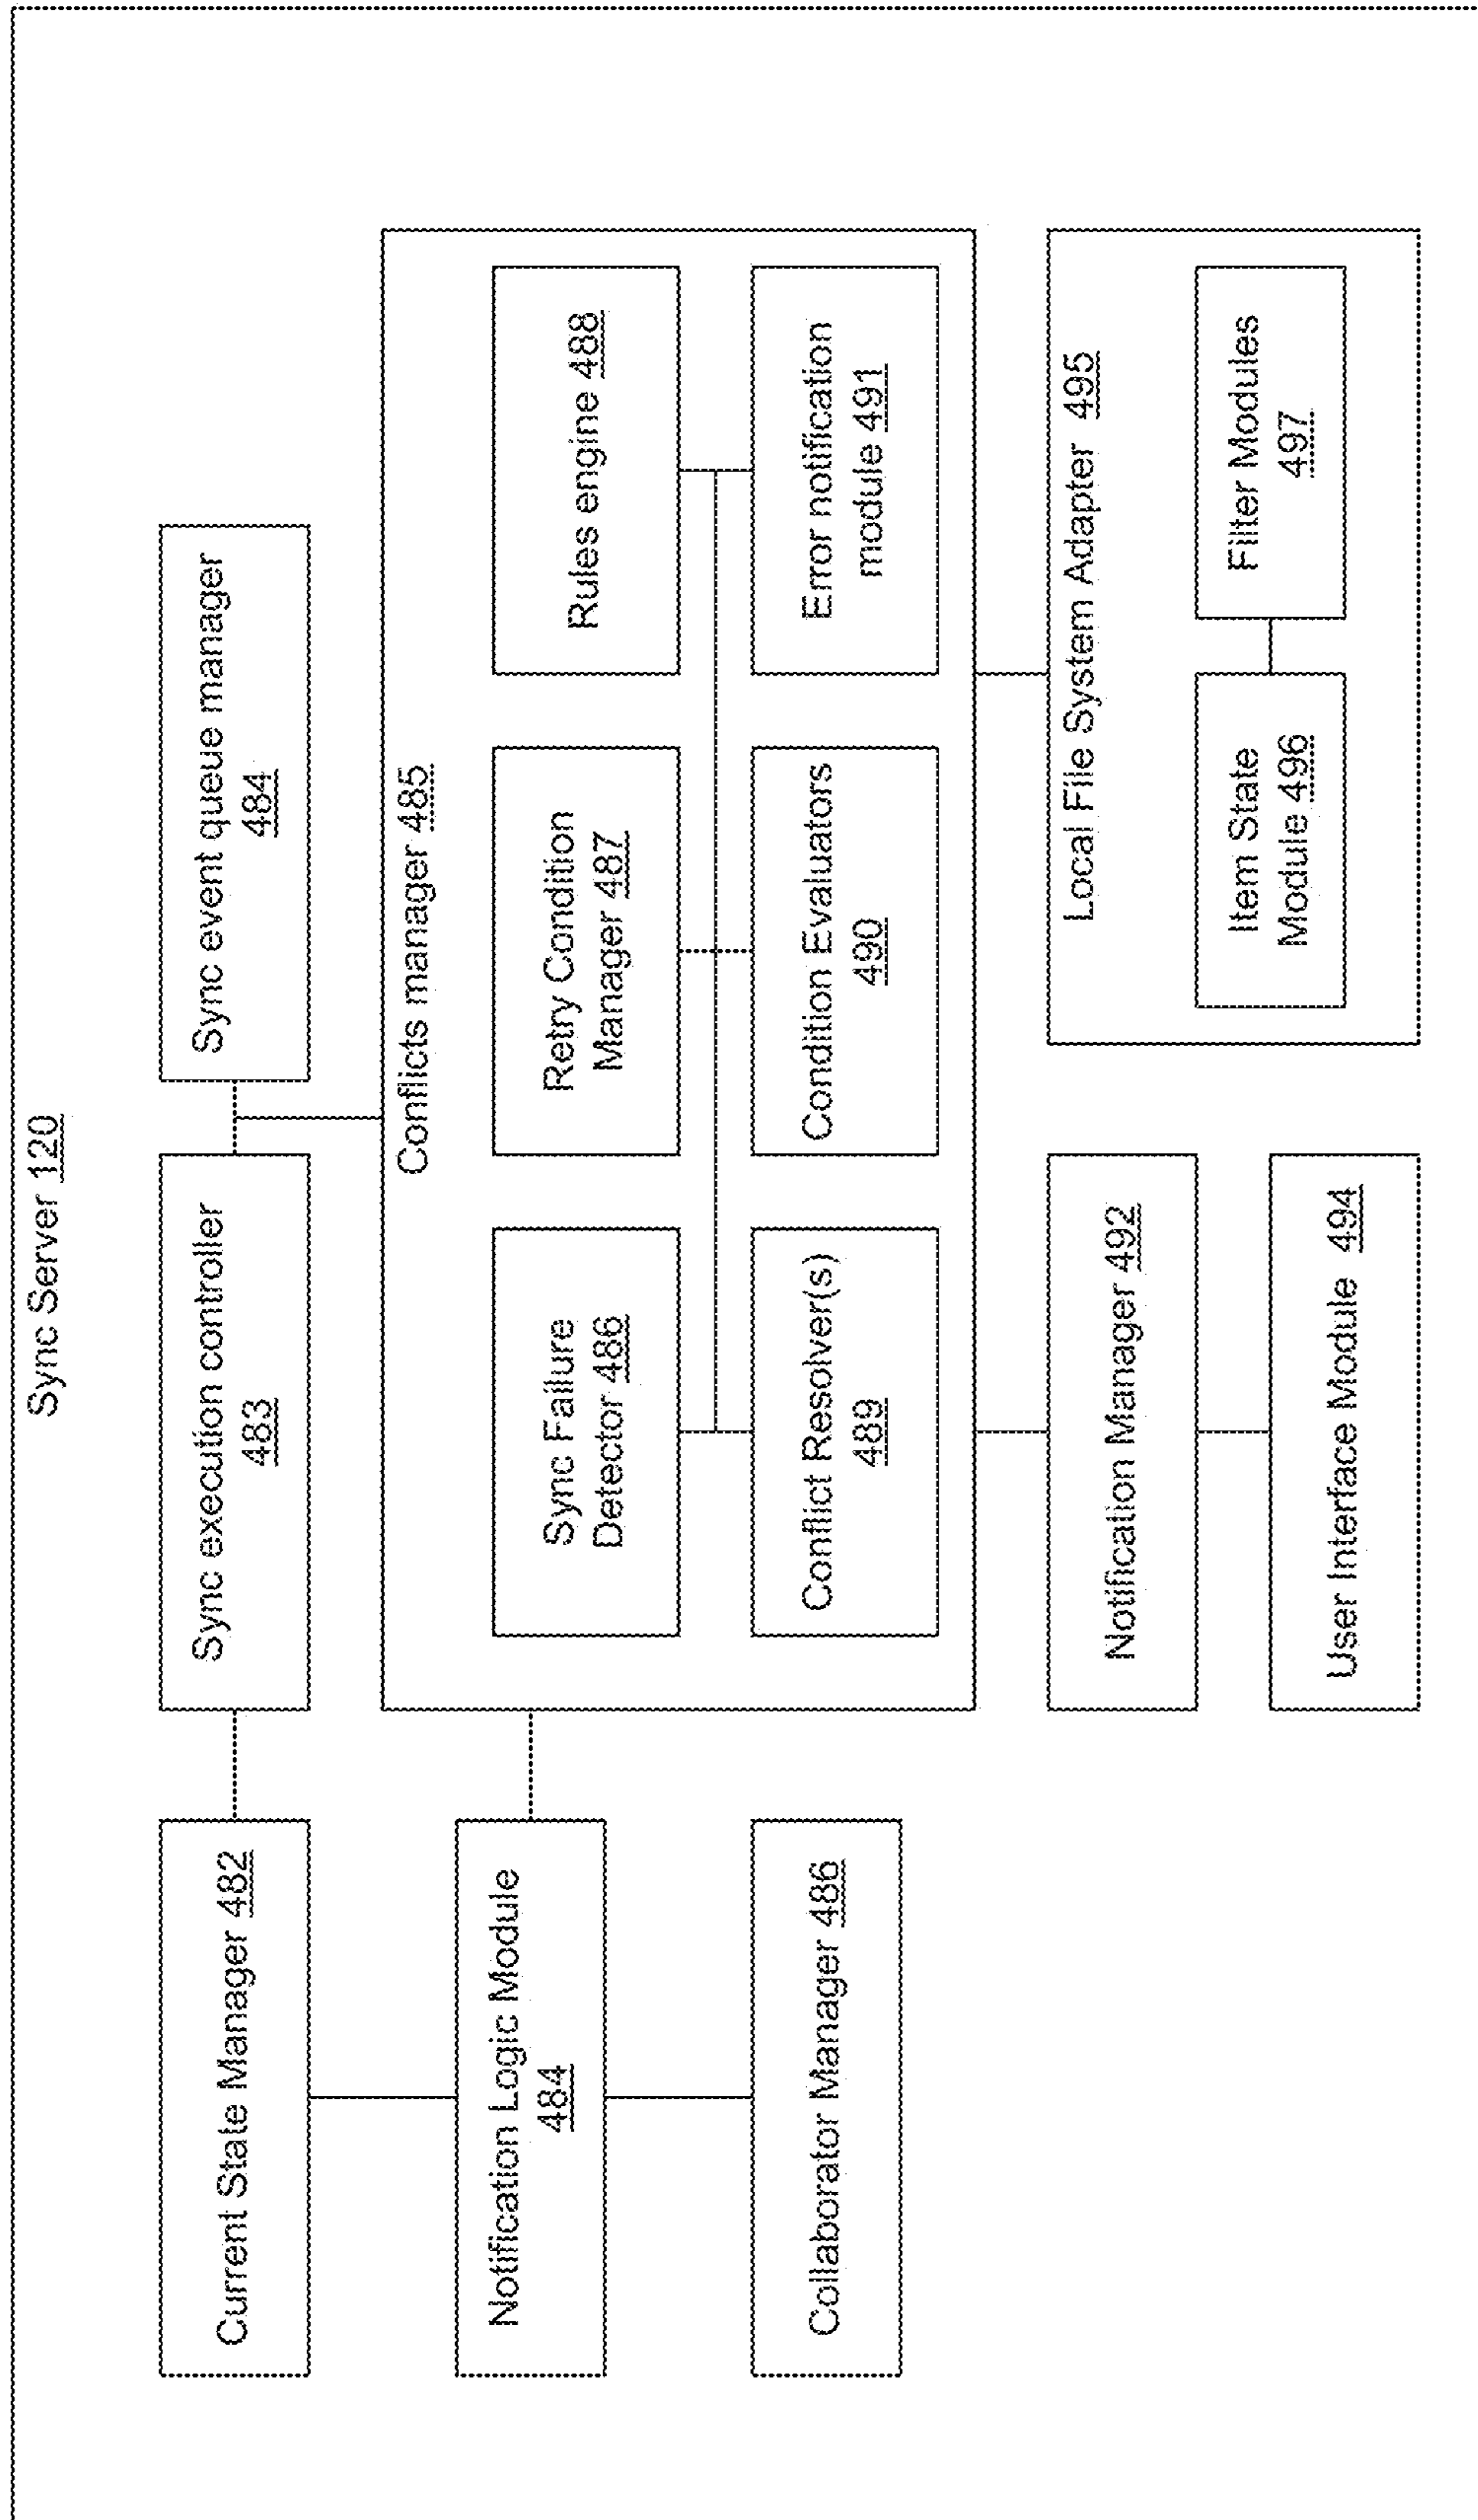 Sync Server 120
Current State Manager 482
Sync execution controller
483
Sync event queue manager
484
Notification Logic Module
484
Collaborator Manager 486
Conflicts manager 485
Sync Failure
Detector 486
Retry Condition
Manager 487
Rules engine 488
Conflict Resolver(s)
489
Condition Evaluators
490
Error notification
module 491
Notification Manager 492
User Interface Module 494
Local File System Adapter 495
Item State
Module 496
Filter Modules
497